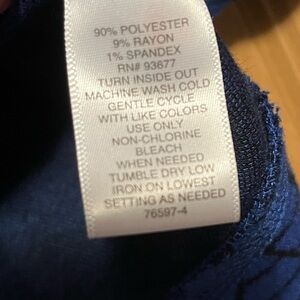 90% POLYESTER
9% RAYON
1% SPANDEX
RN# 93677
TURN INSIDE OUT
MACHINE WASH COLD
GENTLE CYCLE
WITH LIKE COLORS
USE ONLY
NON-CHLORINE
BLEACH
WHEN NEEDED
TUMBLE DRY LOW
IRON ON LOWEST
SETTING AS NEEDED
76597-4